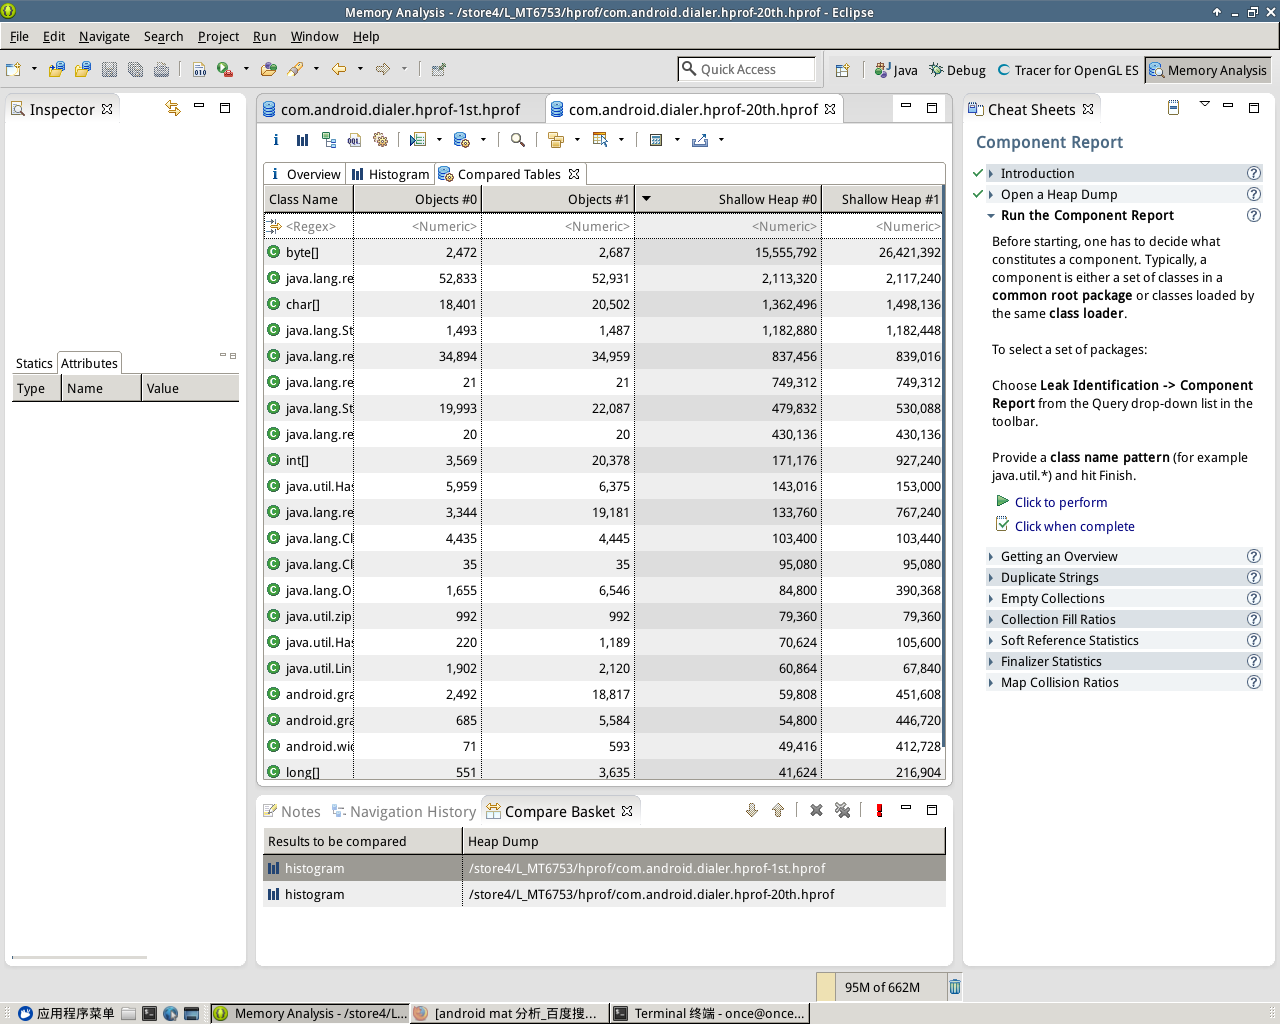 Memory Analysis - /store4/L_MT6753/hprof/com.android.dialer.hprof-20th.hprof - Eclipse
File Edit Navigate Search Project Run Window Help
Quick Access Java Debug Tracer for OpenGL ES Memory Analysis
Inspector
Statics Attributes
Type Name Value
com.android.dialer.hprof-1st.hprof com.android.dialer.hprof-20th.hprof
Overview Histogram Compared Tables
Class Name Objects #0 Objects #1 Shallow Heap #0 Shallow Heap #1
<Regex> <Numeric> <Numeric> <Numeric> <Numeric>
byte[] 2,472 2,687 15,555,792 26,421,392
java.lang.re 52,833 52,931 2,113,320 2,117,240
char[] 18,401 20,502 1,362,496 1,498,136
java.lang.St 1,493 1,487 1,182,880 1,182,448
java.lang.re 34,894 34,959 837,456 839,016
java.lang.re 21 21 749,312 749,312
java.lang.St 19,993 22,087 479,832 530,088
java.lang.re 20 20 430,136 430,136
int[] 3,569 20,378 171,176 927,240
java.util.Has 5,959 6,375 143,016 153,000
java.lang.re 3,344 19,181 133,760 767,240
java.lang.Cl 4,435 4,445 103,400 103,440
java.lang.Cl 35 35 95,080 95,080
java.lang.O 1,655 6,546 84,800 390,368
java.util.zip 992 992 79,360 79,360
java.util.Has 220 1,189 70,624 105,600
java.util.Lin 1,902 2,120 60,864 67,840
android.gra 2,492 18,817 59,808 451,608
android.gra 685 5,584 54,800 446,720
android.wid 71 593 49,416 412,728
long[] 551 3,635 41,624 216,904
Notes Navigation History Compare Basket
Results to be compared Heap Dump
histogram /store4/L_MT6753/hprof/com.android.dialer.hprof-1st.hprof
histogram /store4/L_MT6753/hprof/com.android.dialer.hprof-20th.hprof
Cheat Sheets
Component Report
Introduction
Open a Heap Dump
Run the Component Report
Before starting, one has to decide what
constitutes a component. Typically, a
component is either a set of classes in a
common root package or classes loaded by
the same class loader.
To select a set of packages:
Choose Leak Identification -> Component
Report from the Query drop-down list in the
toolbar.
Provide a class name pattern (for example
java.util.*) and hit Finish.
Click to perform
Click when complete
Getting an Overview
Duplicate Strings
Empty Collections
Collection Fill Ratios
Soft Reference Statistics
Finalizer Statistics
Map Collision Ratios
95M of 662M
应用程序菜单 Memory Analysis - /store4/L... [android mat 分析_百度搜... Terminal 终端 - once@once...